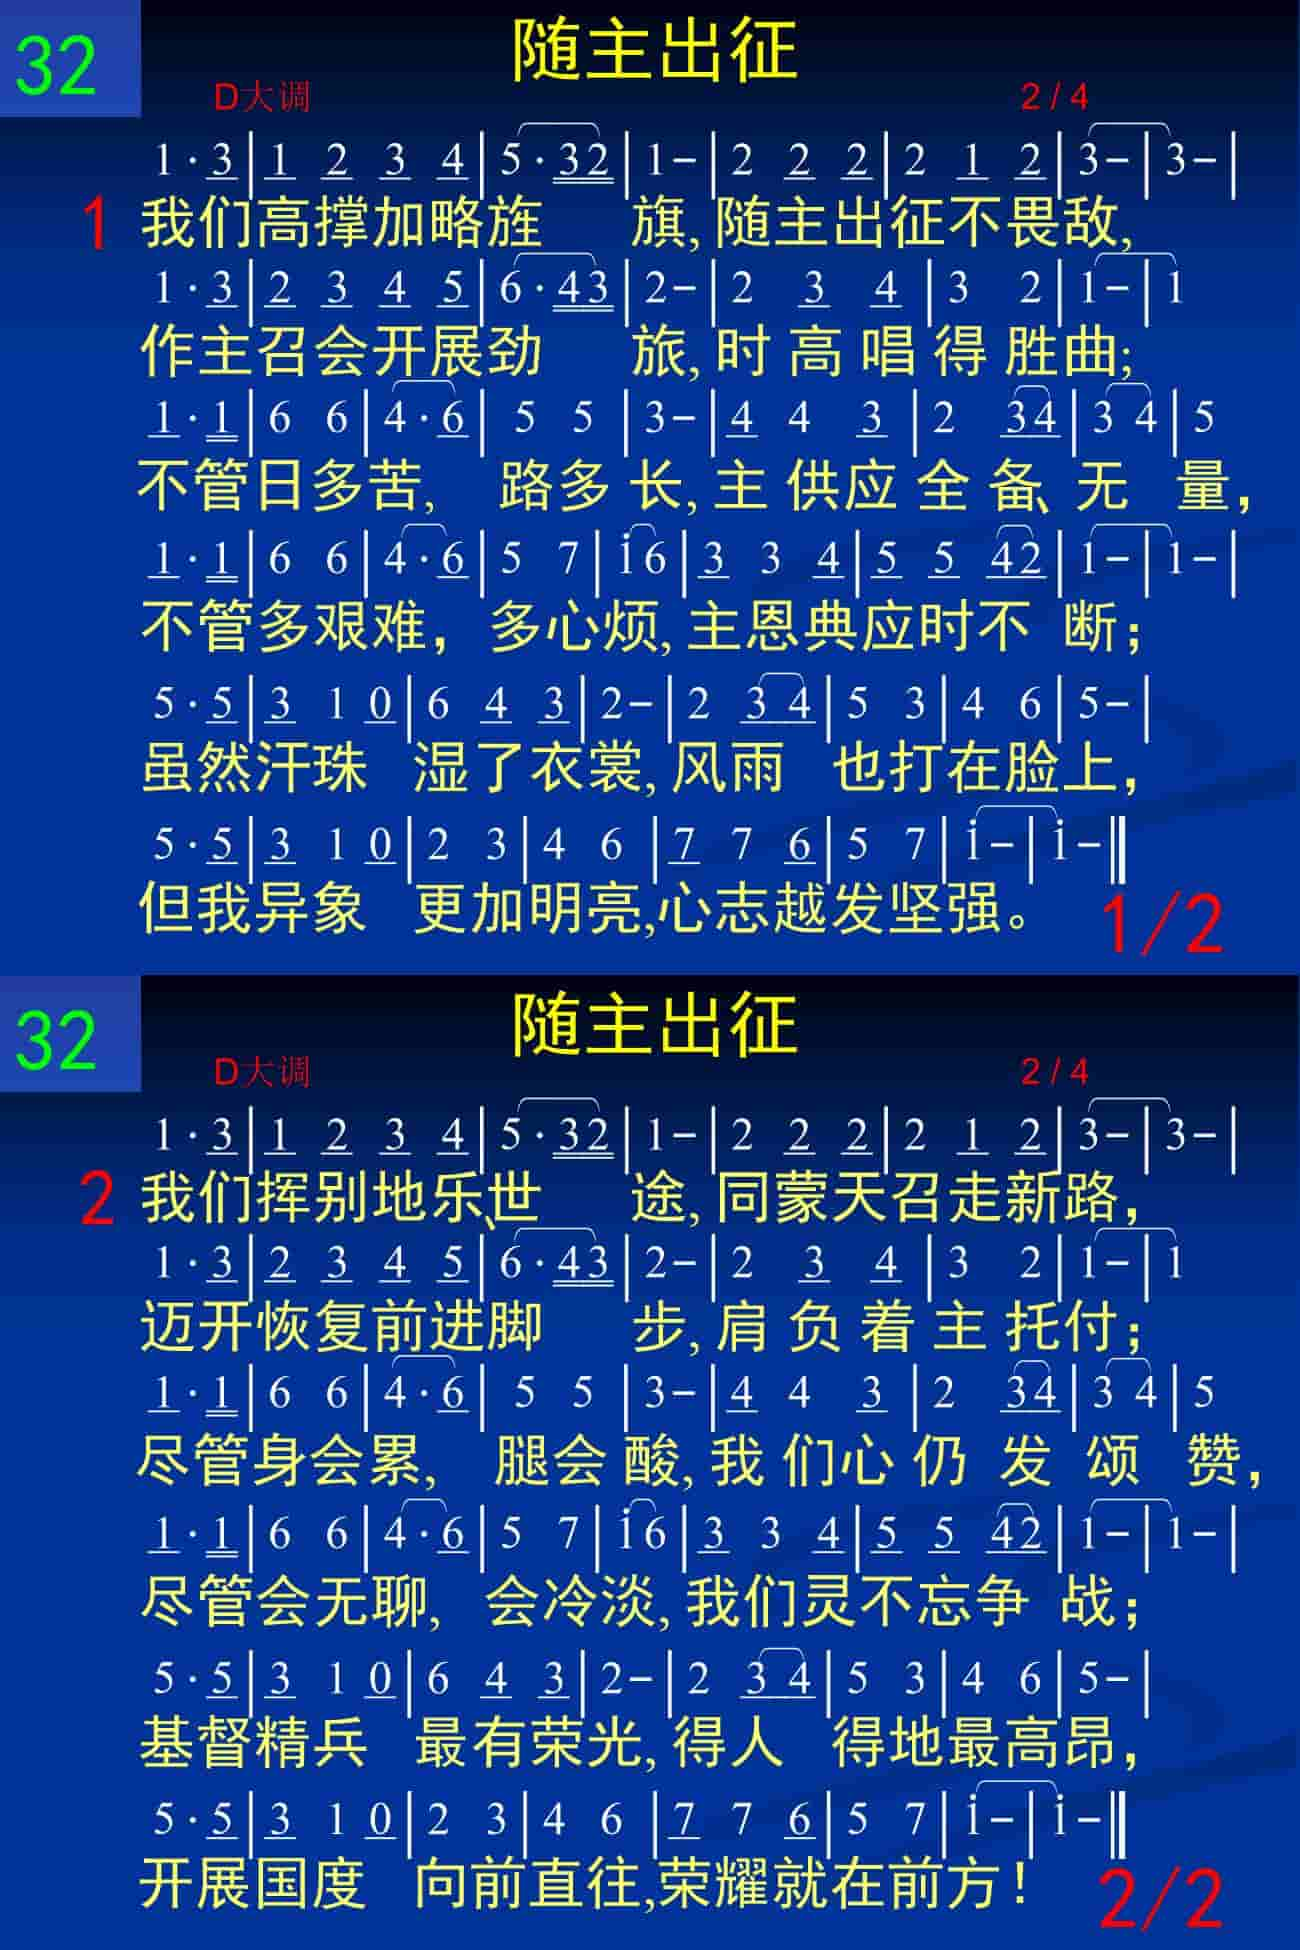 32
随主出征
D大调 2 / 4
1 · 3 | 1 2 3 4 | 5 · 3 2 | 1 – | 2 2 2 | 2 1 2 | 3 – | 3 – |
1 我们高撑加略旌 旗,随主出征不畏敌,
1 · 3 | 2 3 4 5 | 6 · 4 3 | 2 – | 2 3 4 | 3 2 | 1 – | 1
作主召会开展劲 旅,时高唱得胜曲;
1 · 1 | 6 6 | 4 · 6 | 5 5 | 3 – | 4 4 3 | 2 3 4 | 3 4 | 5
不管日多苦, 路多长,主供应全备、无 量,
1 · 1 | 6 6 | 4 · 6 | 5 7 | i 6 | 3 3 4 | 5 5 4 2 | 1 – | 1 – |
不管多艰难, 多心烦,主恩典应时不 断;
5 · 5 | 3 1 0 | 6 4 3 | 2 – | 2 3 4 | 5 3 | 4 6 | 5 – |
虽然汗珠 湿了衣裳,风雨 也打在脸上,
5 · 5 | 3 1 0 | 2 3 | 4 6 | 7 7 6 | 5 7 | i – | i – ‖
但我异象 更加明亮,心志越发坚强。
1/2
32
随主出征
D大调 2 / 4
1 · 3 | 1 2 3 4 | 5 · 3 2 | 1 – | 2 2 2 | 2 1 2 | 3 – | 3 – |
2 我们挥别地乐、世 途,同蒙天召走新路,
1 · 3 | 2 3 4 5 | 6 · 4 3 | 2 – | 2 3 4 | 3 2 | 1 – | 1
迈开恢复前进脚 步,肩负着主托付;
1 · 1 | 6 6 | 4 · 6 | 5 5 | 3 – | 4 4 3 | 2 3 4 | 3 4 | 5
尽管身会累, 腿会酸,我们心仍发颂 赞,
1 · 1 | 6 6 | 4 · 6 | 5 7 | i 6 | 3 3 4 | 5 5 4 2 | 1 – | 1 – |
尽管会无聊, 会冷淡,我们灵不忘争 战;
5 · 5 | 3 1 0 | 6 4 3 | 2 – | 2 3 4 | 5 3 | 4 6 | 5 – |
基督精兵 最有荣光,得人 得地最高昂,
5 · 5 | 3 1 0 | 2 3 | 4 6 | 7 7 6 | 5 7 | i – | i – ‖
开展国度 向前直往,荣耀就在前方!
2/2